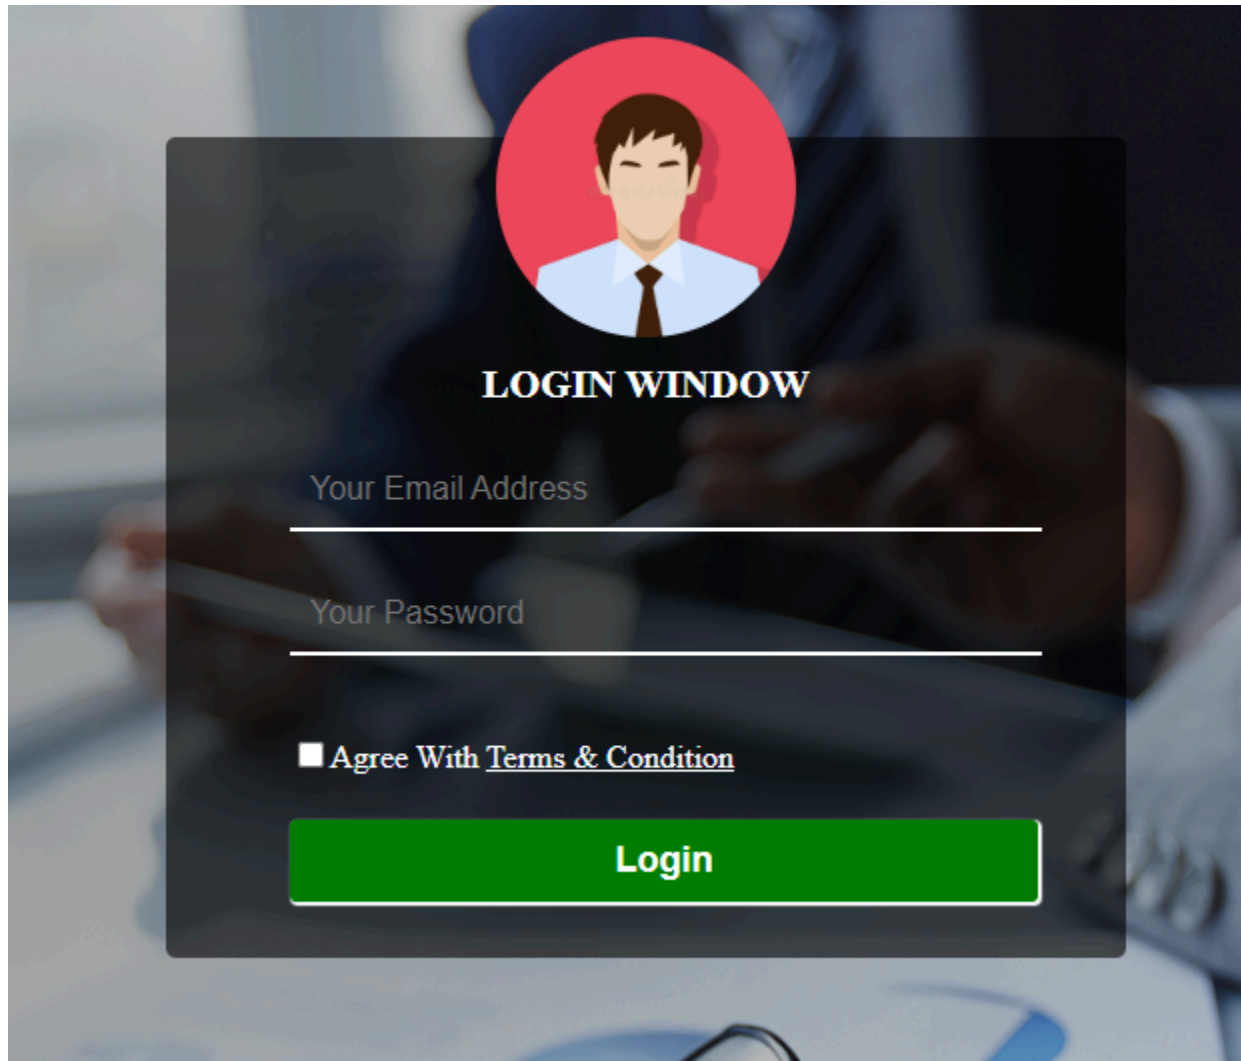 LOGIN WINDOW
Your Email Address
Your Password
Agree With Terms & Condition
Login